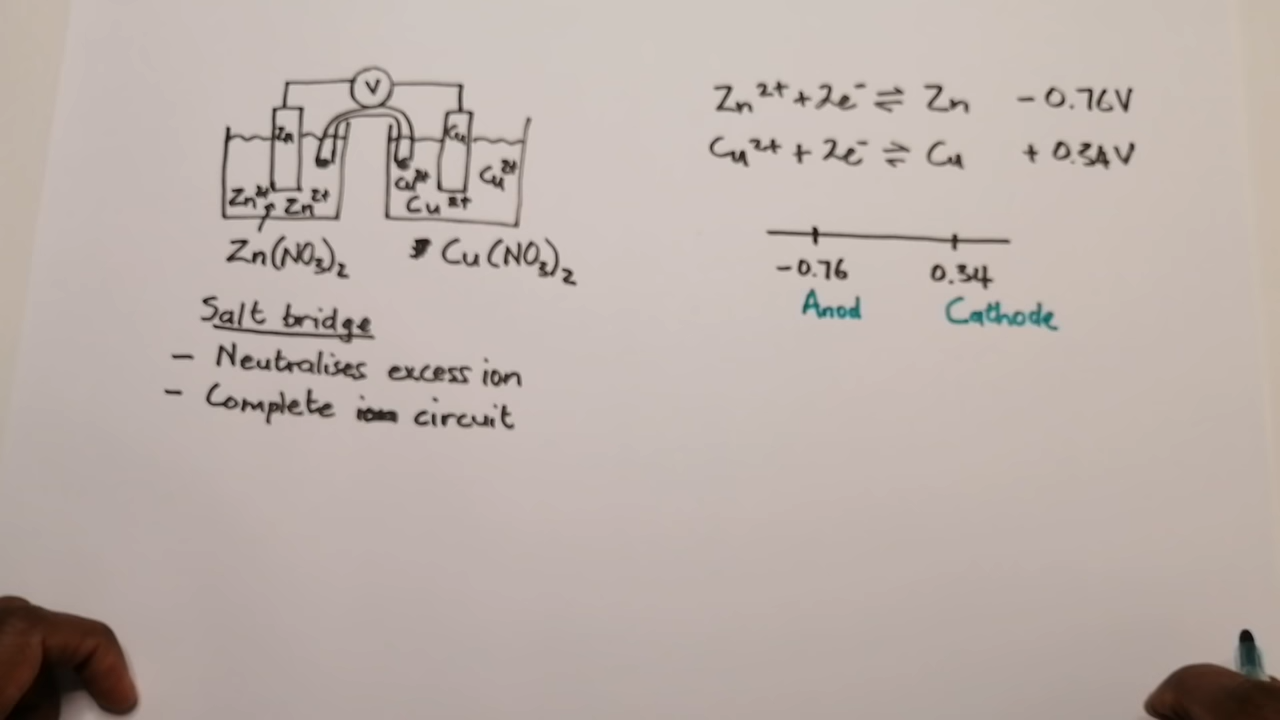 V
Zn
Cu
Zn²⁺ Zn²⁺
Cu²⁺ Cu²⁺
Cu²⁺
Zn(NO₃)₂
Cu(NO₃)₂
Salt bridge
- Neutralises excess ion
- Complete circuit
Zn²⁺ + 2e⁻ ⇌ Zn -0.76V
Cu²⁺ + 2e⁻ ⇌ Cu + 0.34V
-0.76 0.34
Anod Cathode